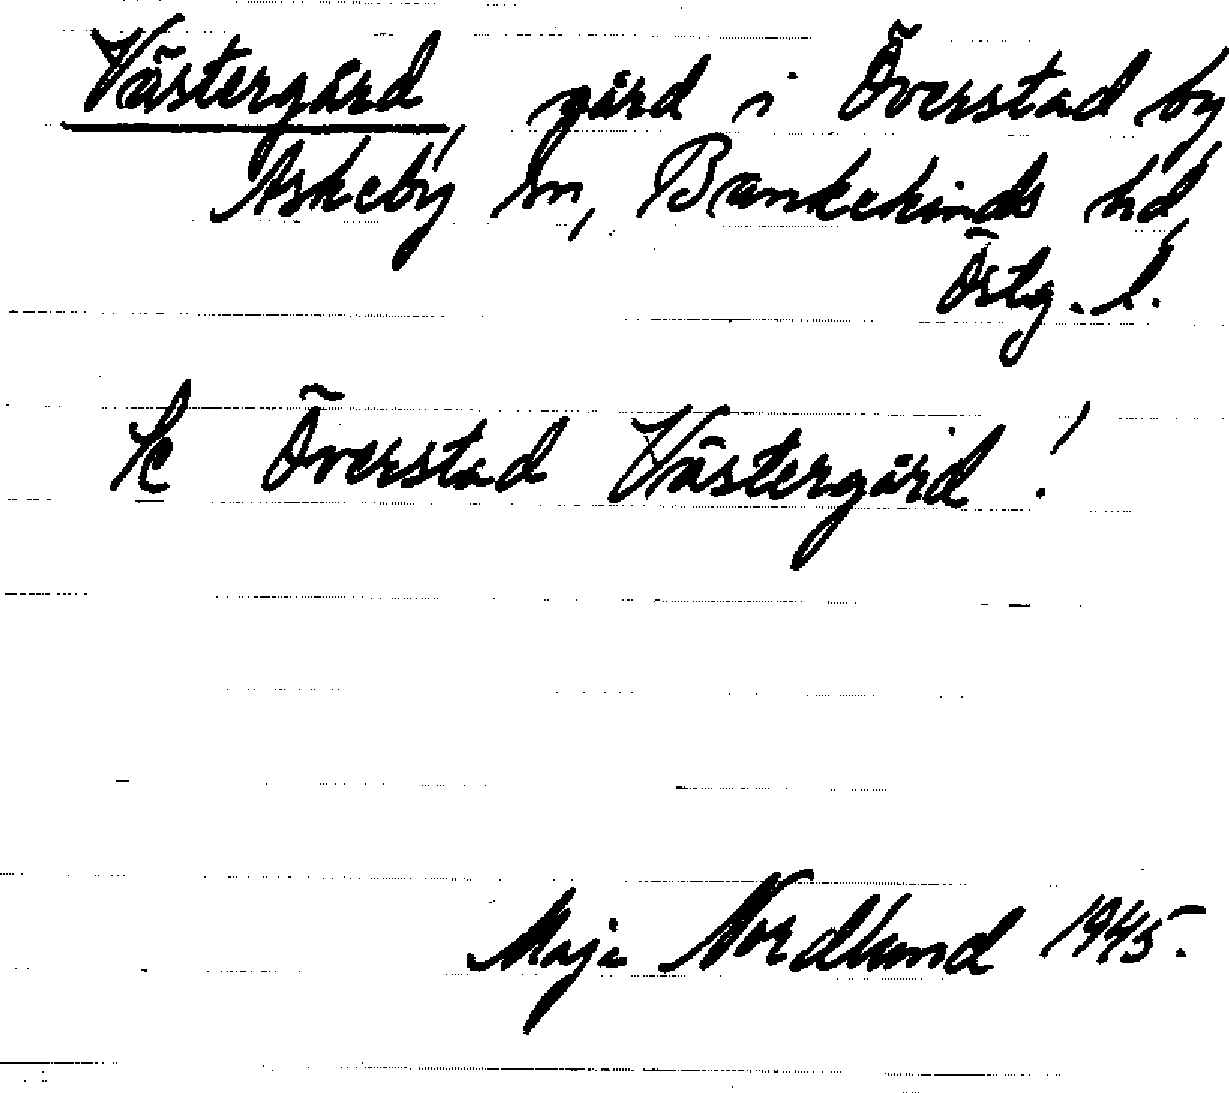 Västergård, gård i Överstad by
Askeby sn, Bankekinds hd,
Östg. l.
Se Överstad Västergård!
Maja Nordlund 1945.